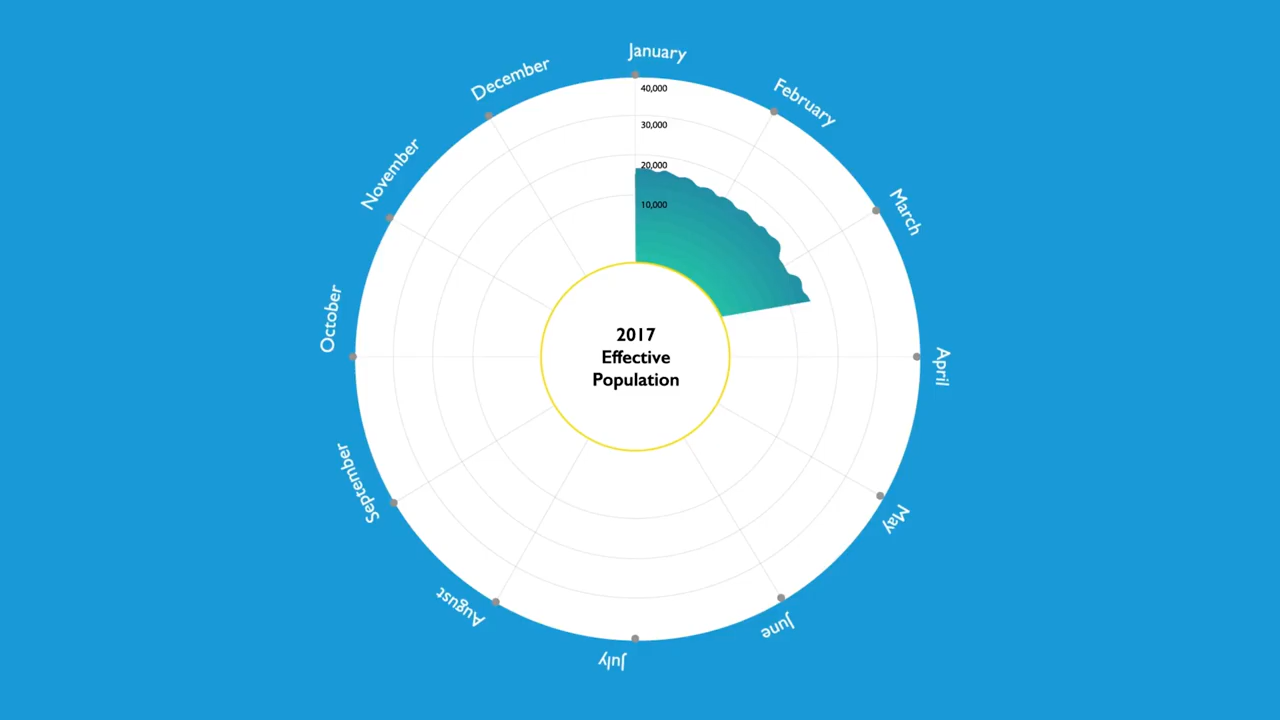 January
February
March
April
May
June
July
August
September
October
November
December
40,000
30,000
20,000
10,000
2017
Effective
Population